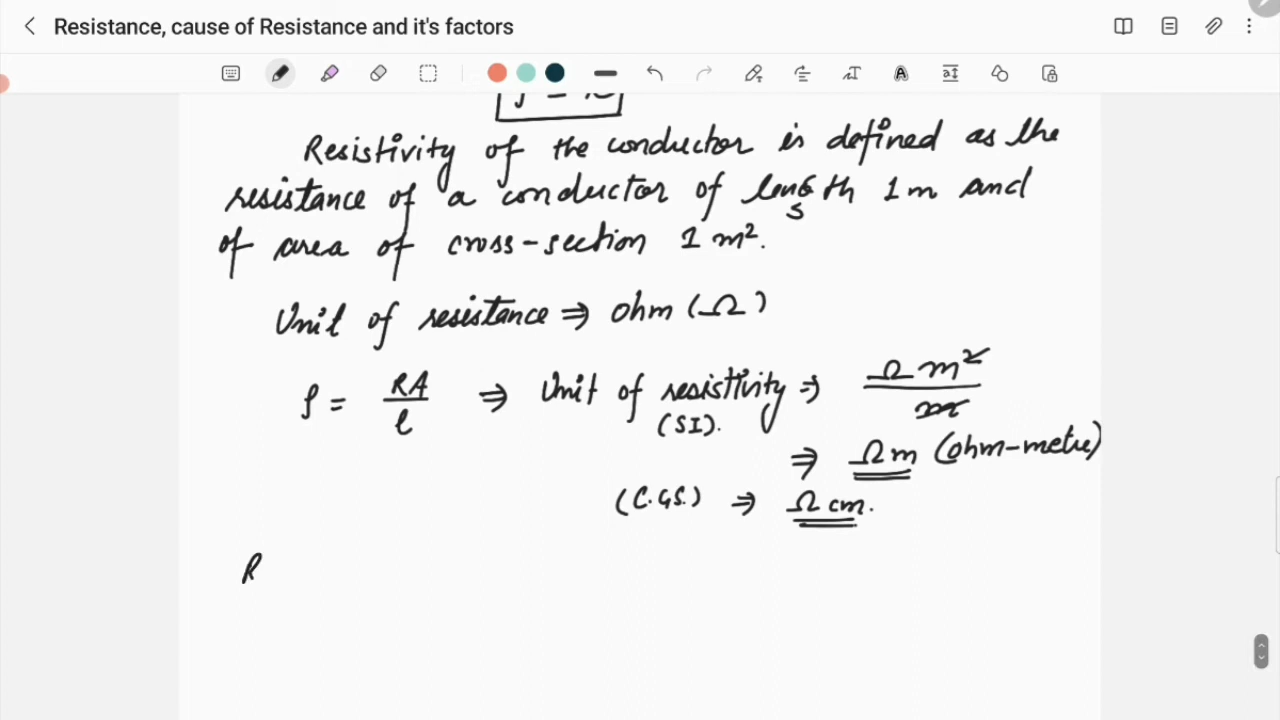 Resistance, cause of Resistance and it's factors
Resistivity of the conductor is defined as the
resistance of a conductor of length 1m and
of area of cross-section 1 m².
Unit of resistance ⇒ ohm (Ω)
ρ = RA/l ⇒ Unit of resisttivity ⇒ Ω m²/m
(SI).
⇒ Ωm (ohm-metre)
(C.G.S.) ⇒ Ω cm.
R